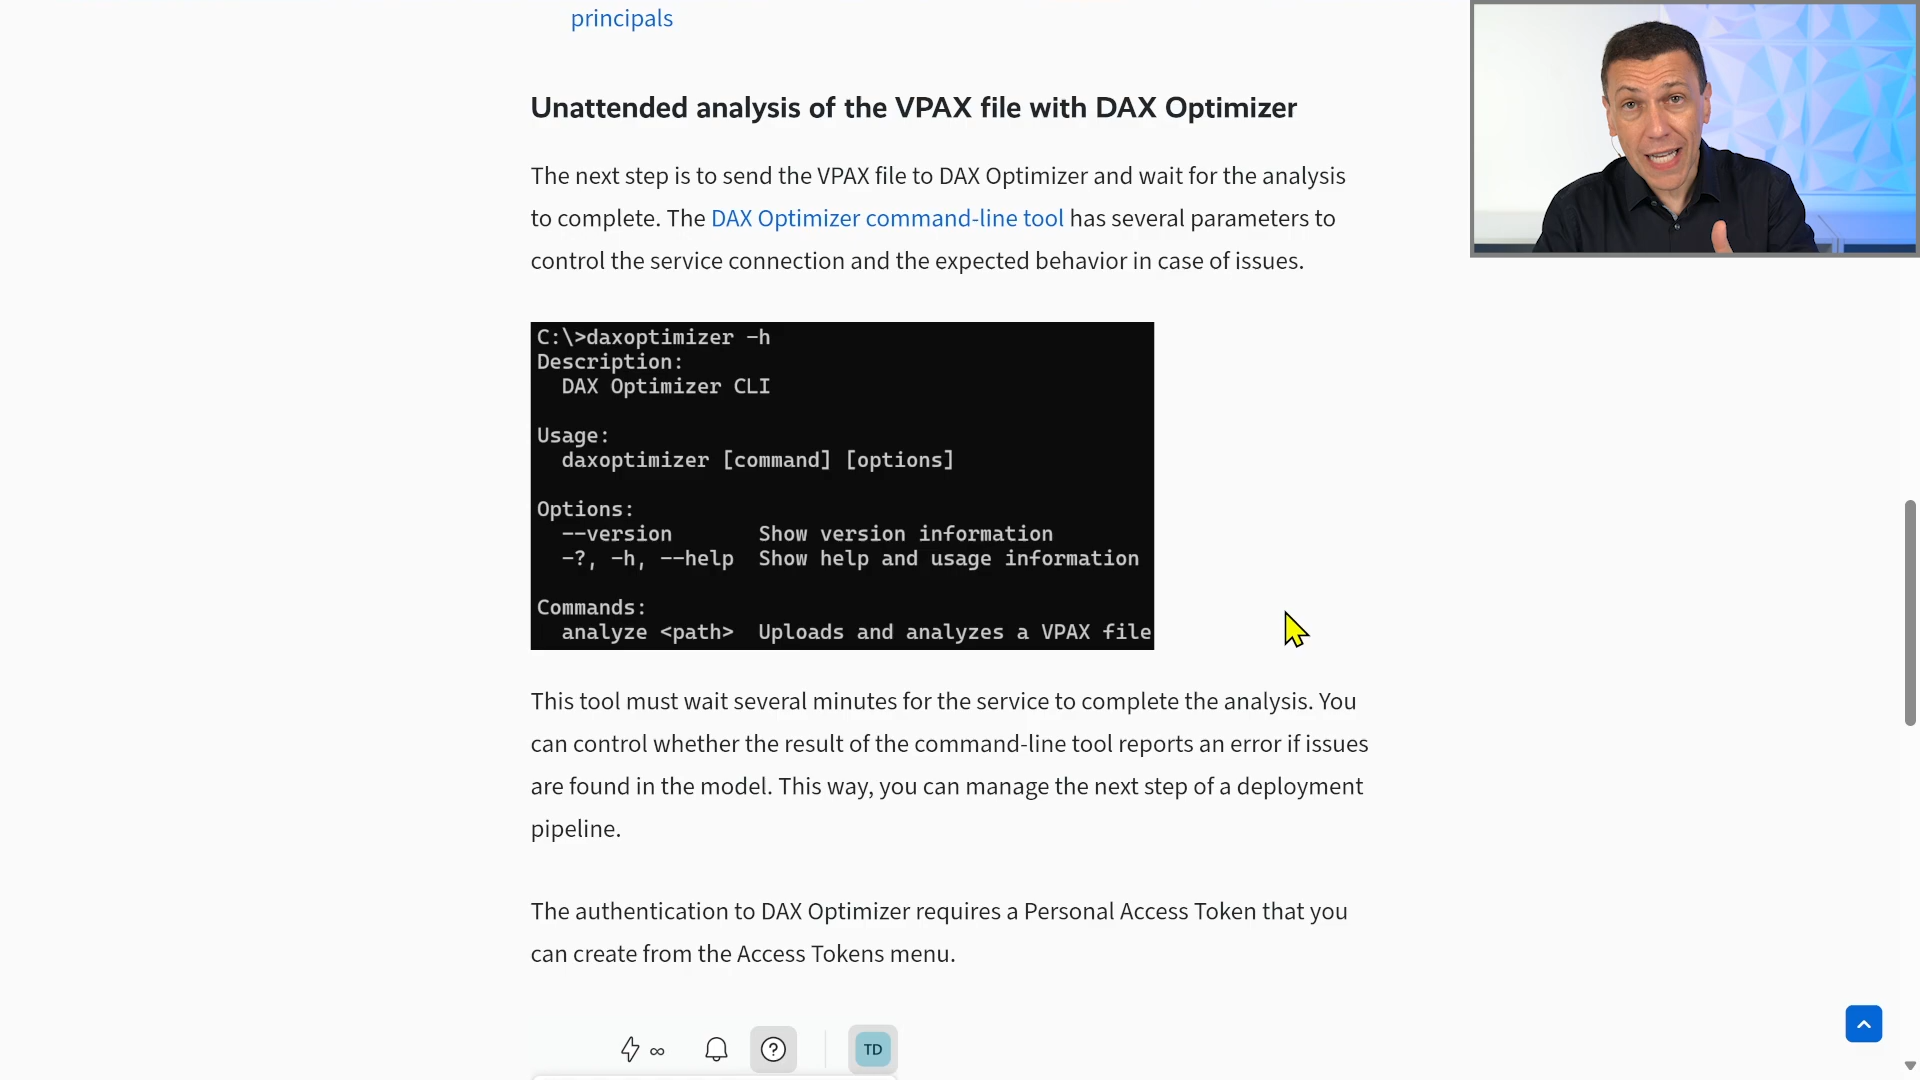 principals
Unattended analysis of the VPAX file with DAX Optimizer
The next step is to send the VPAX file to DAX Optimizer and wait for the analysis
to complete. The DAX Optimizer command-line tool has several parameters to
control the service connection and the expected behavior in case of issues.
C:\>daxoptimizer -h
Description:
DAX Optimizer CLI
Usage:
daxoptimizer [command] [options]
Options:
--version Show version information
-?, -h, --help Show help and usage information
Commands:
analyze <path> Uploads and analyzes a VPAX file
This tool must wait several minutes for the service to complete the analysis. You
can control whether the result of the command-line tool reports an error if issues
are found in the model. This way, you can manage the next step of a deployment
pipeline.
The authentication to DAX Optimizer requires a Personal Access Token that you
can create from the Access Tokens menu.
∞ TD